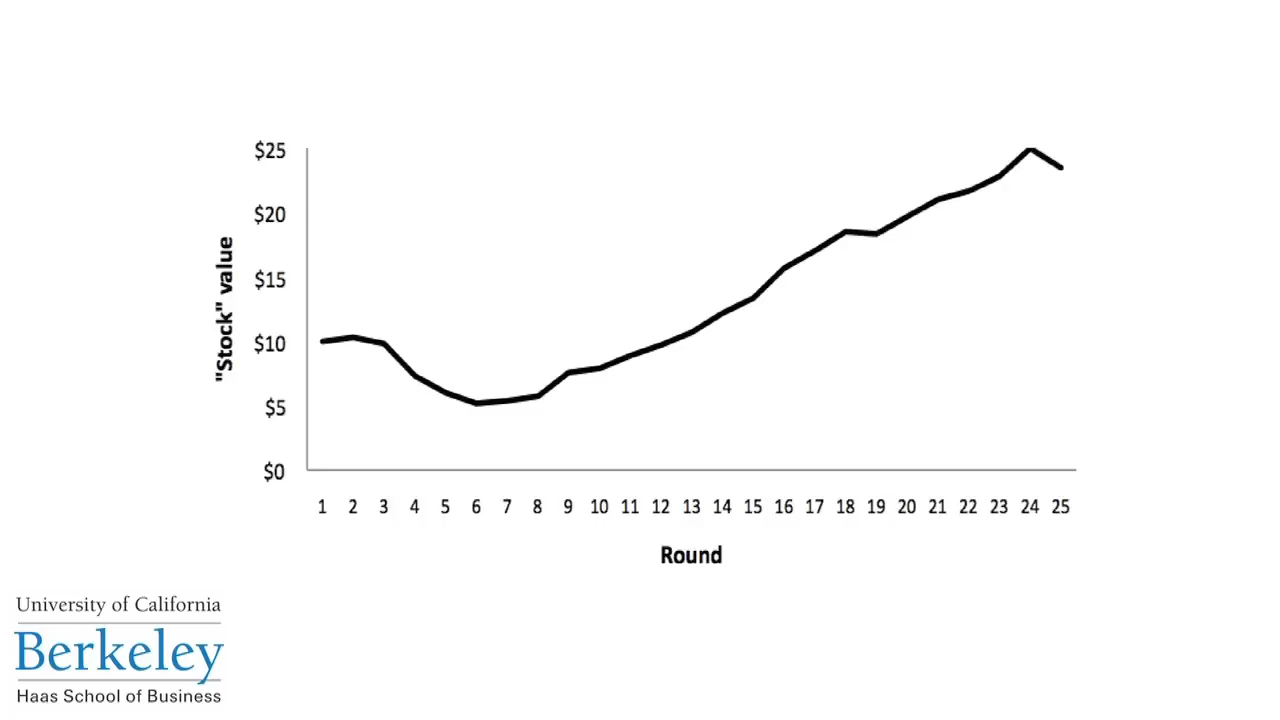 $25
$20
$15
$10
$5
$0
"Stock" value
1 2 3 4 5 6 7 8 9 10 11 12 13 14 15 16 17 18 19 20 21 22 23 24 25
Round
University of California
Berkeley
Haas School of Business